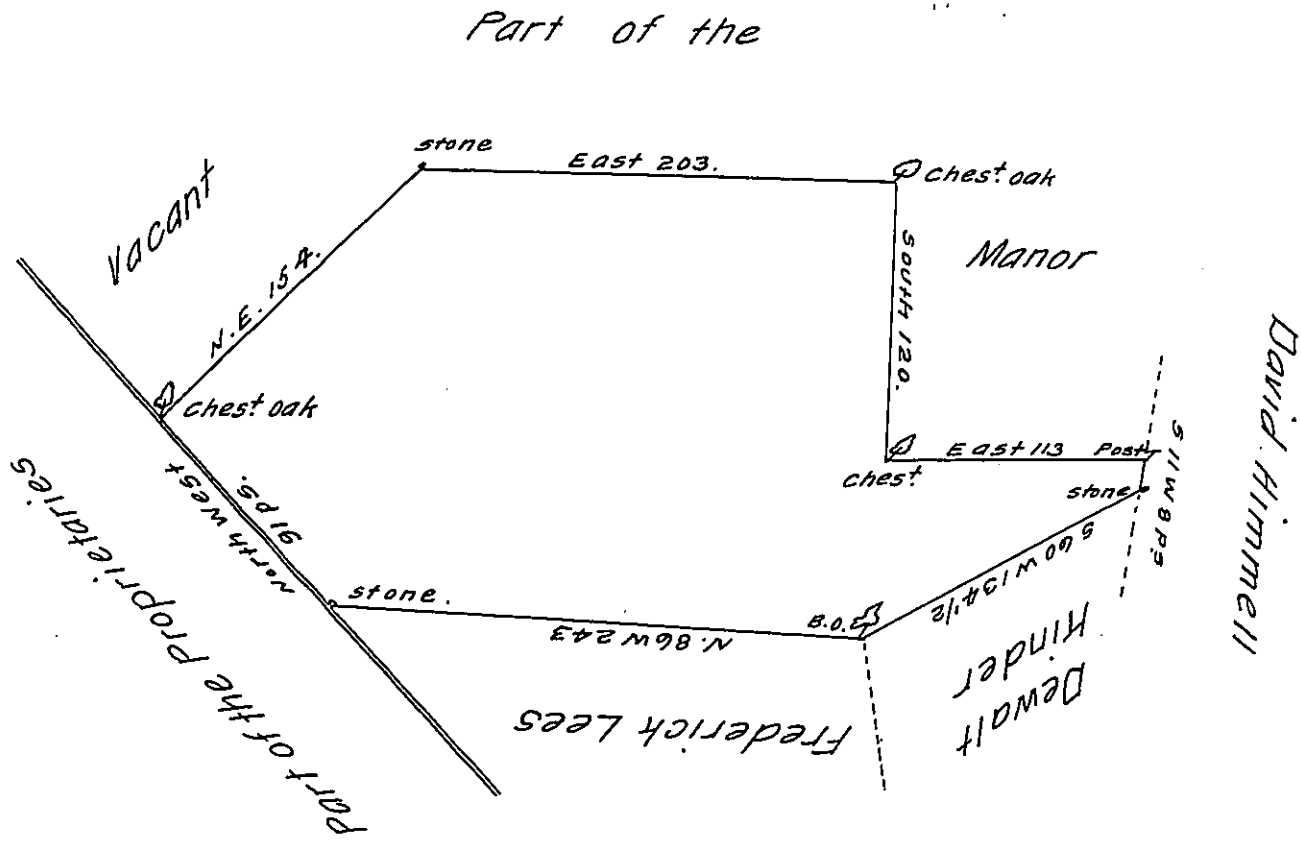 Part of the
stone
East 203.
chest. oak
Vacant
N.E. 154.
South 120.
Manor
David Himmell
chest. oak
East 113
Post
S 11 W 8 Ps
chest.
stone
North West
91 Ps.
Part of the Proprietaries
stone.
N. 86 W 243
B.O.
S 60 W 134 1/2
Dewalt
Hinder
Frederick Lees